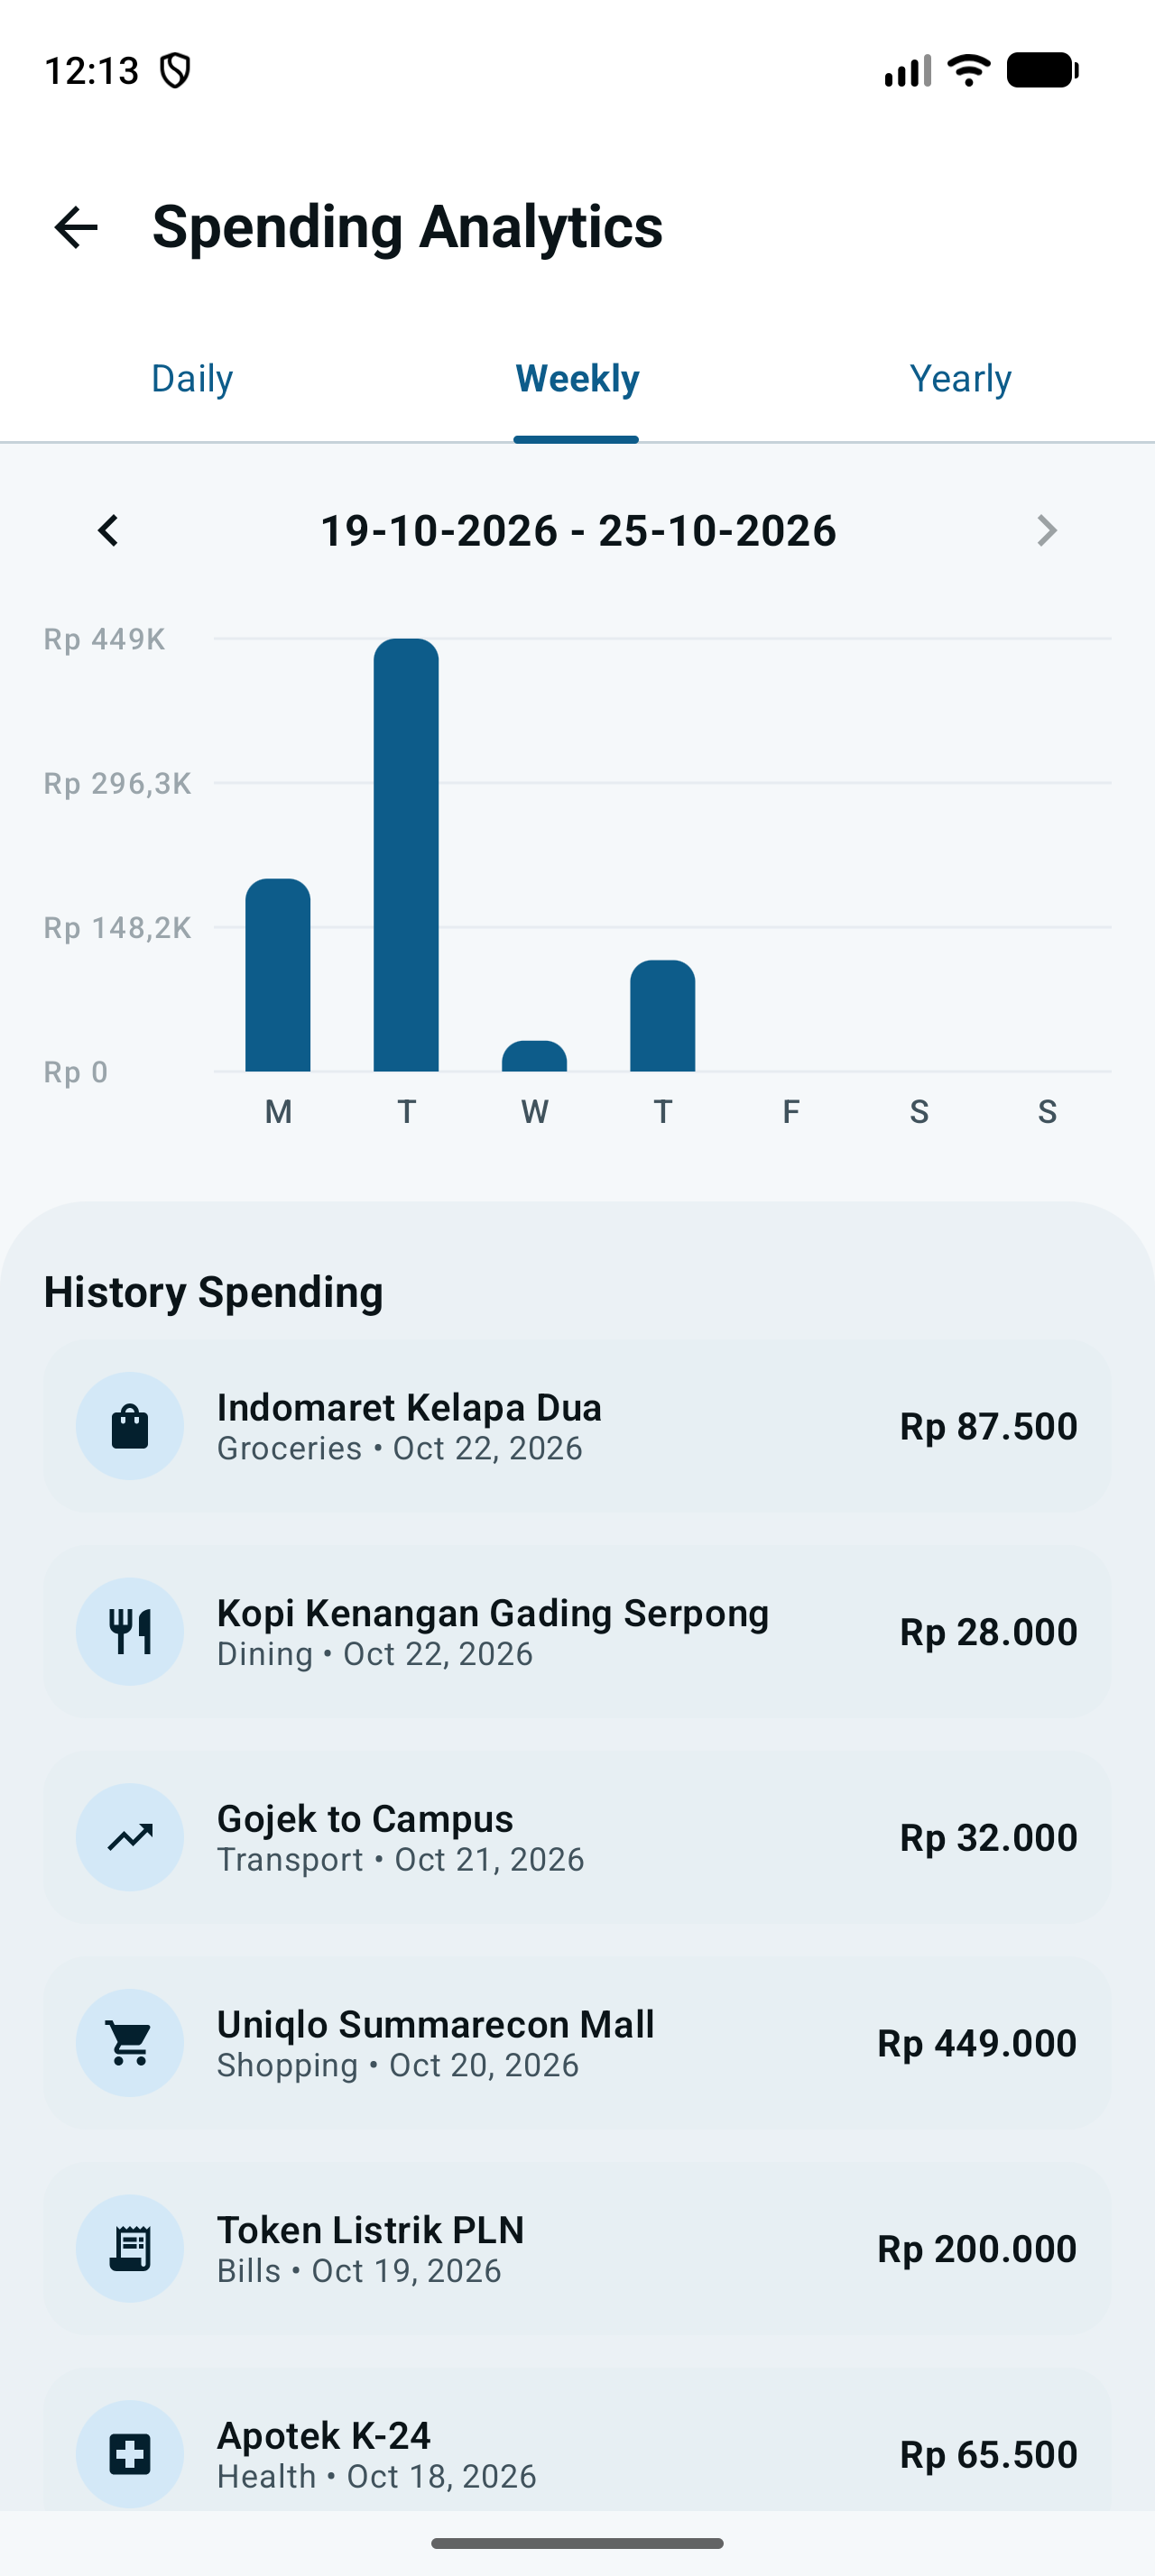 12:13
Spending Analytics
Daily Weekly Yearly
19-10-2026 - 25-10-2026
Rp 449K
Rp 296,3K
Rp 148,2K
Rp 0
M T W T F S S
History Spending
Indomaret Kelapa Dua
Groceries • Oct 22, 2026
Rp 87.500
Kopi Kenangan Gading Serpong
Dining • Oct 22, 2026
Rp 28.000
Gojek to Campus
Transport • Oct 21, 2026
Rp 32.000
Uniqlo Summarecon Mall
Shopping • Oct 20, 2026
Rp 449.000
Token Listrik PLN
Bills • Oct 19, 2026
Rp 200.000
Apotek K-24
Health • Oct 18, 2026
Rp 65.500